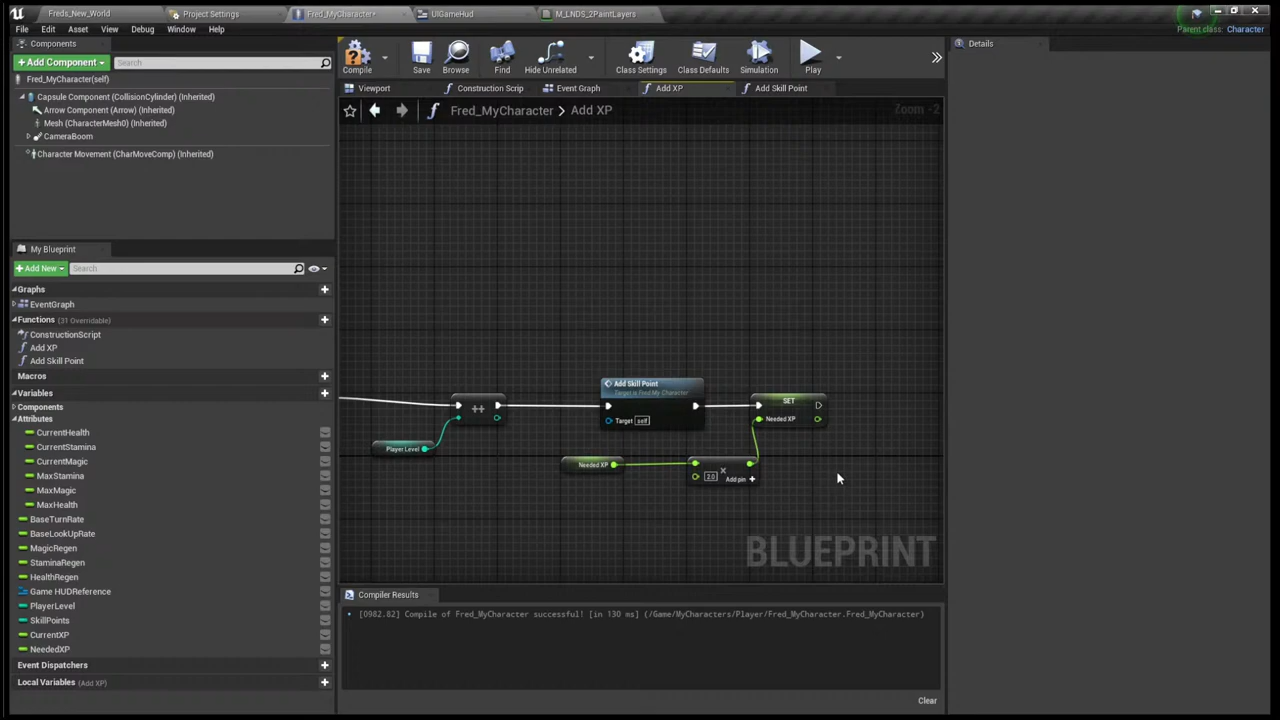 Freds_New_World
Project Settings
Fred_MyCharacter*
UIGameHud
M_LNDS_2PaintLayers
File Edit Asset View Debug Window Help
Parent class: Character
Components
+ Add Component
Search
Fred_MyCharacter(self)
Capsule Component (CollisionCylinder) (Inherited)
Arrow Component (Arrow) (Inherited)
Mesh (CharacterMesh0) (Inherited)
CameraBoom
Character Movement (CharMoveComp) (Inherited)
Compile
Save
Browse
Find
Hide Unrelated
Class Settings
Class Defaults
Simulation
Play
Details
Viewport
Construction Scrip
Event Graph
Add XP
Add Skill Point
Fred_MyCharacter > Add XP
Zoom -2
My Blueprint
+ Add New
Search
Graphs
EventGraph
Functions (31 Overridable)
ConstructionScript
Add XP
Add Skill Point
Macros
Variables
Components
Attributes
CurrentHealth
CurrentStamina
CurrentMagic
MaxStamina
MaxMagic
MaxHealth
BaseTurnRate
BaseLookUpRate
MagicRegen
StaminaRegen
HealthRegen
Game HUDReference
PlayerLevel
SkillPoints
CurrentXP
NeededXP
Event Dispatchers
Local Variables (Add XP)
++
Player Level
Add Skill Point
Target is Fred My Character
Target self
SET
Needed XP
Needed XP
2.0
Add pin +
BLUEPRINT
Compiler Results
[0982.82] Compile of Fred_MyCharacter successful! [in 130 ms] (/Game/MyCharacters/Player/Fred_MyCharacter.Fred_MyCharacter)
Clear